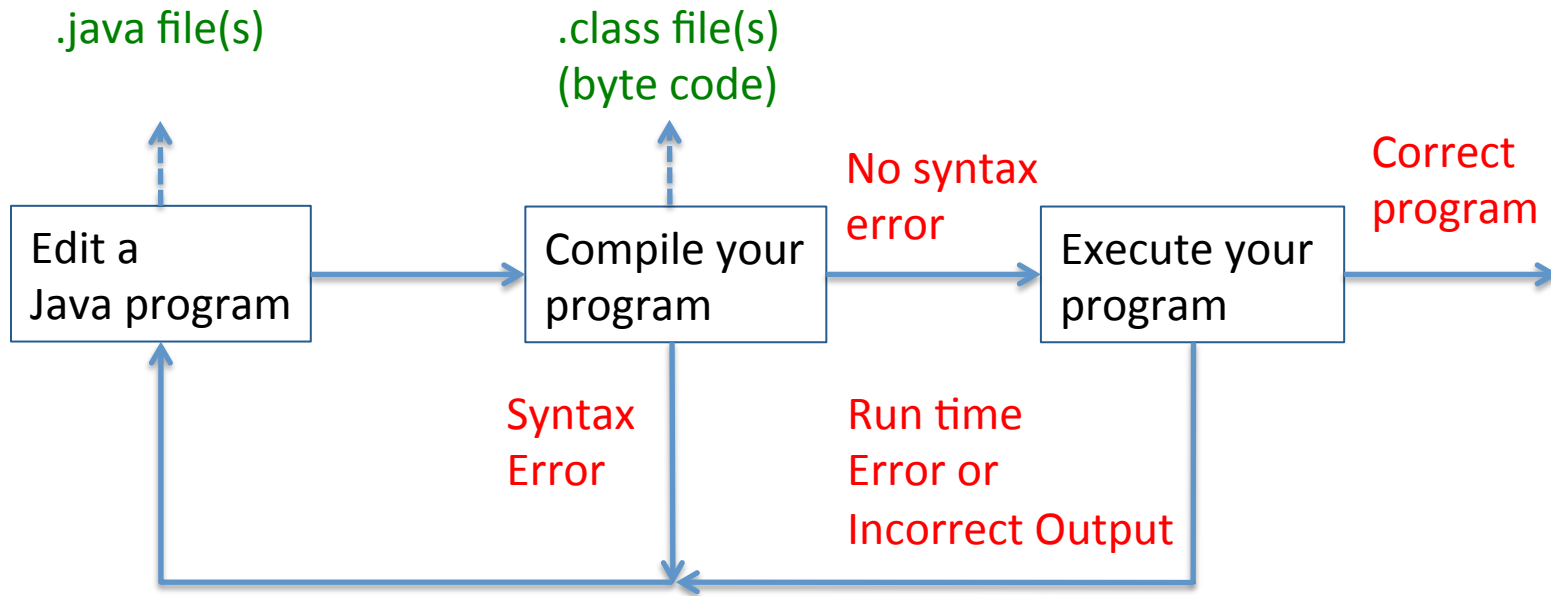 .java file(s)
.class file(s)
(byte code)
No syntax
error
Correct
program
Edit a
Java program
Compile your
program
Execute your
program
Syntax
Error
Run time
Error or
Incorrect Output